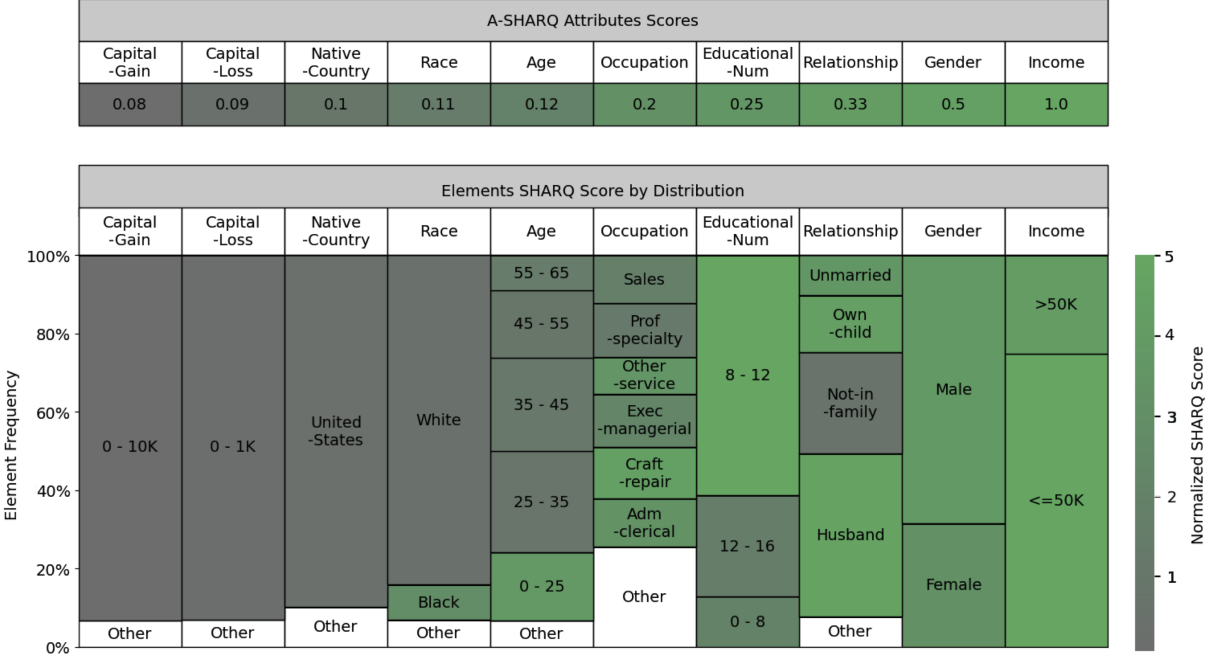 A-SHARQ Attributes Scores
Capital
-Gain
Capital
-Loss
Native
-Country
Race
Age
Occupation
Educational
-Num
Relationship
Gender
Income
0.08
0.09
0.1
0.11
0.12
0.2
0.25
0.33
0.5
1.0
Elements SHARQ Score by Distribution
Capital
-Gain
Capital
-Loss
Native
-Country
Race
Age
Occupation
Educational
-Num
Relationship
Gender
Income
Element Frequency
100%
80%
60%
40%
20%
0%
0 - 10K
Other
0 - 1K
Other
United
-States
Other
White
Black
Other
55 - 65
45 - 55
35 - 45
25 - 35
0 - 25
Other
Sales
Prof
-specialty
Other
-service
Exec
-managerial
Craft
-repair
Adm
-clerical
Other
8 - 12
12 - 16
0 - 8
Unmarried
Own
-child
Not-in
-family
Husband
Other
Male
Female
>50K
<=50K
5
4
3
2
1
Normalized SHARQ Score